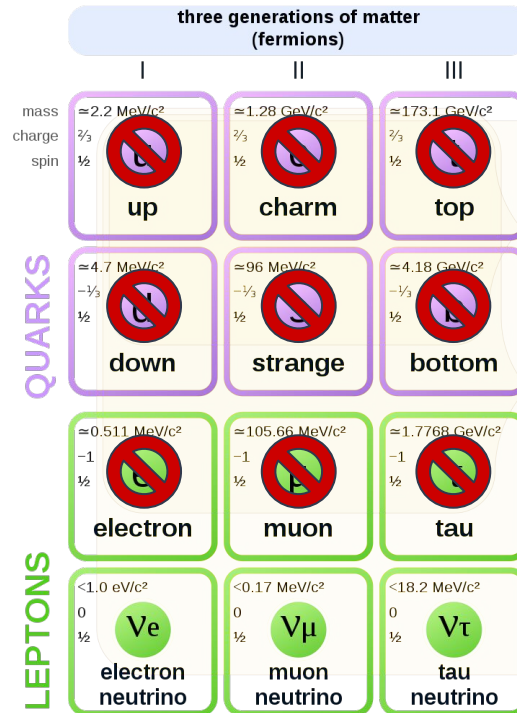 three generations of matter
(fermions)
I II III
mass ≃2.2 MeV/c² ≃1.28 GeV/c² ≃173.1 GeV/c²
charge ⅔ ⅔ ⅔
spin ½ ½ ½
up charm top
QUARKS
≃4.7 MeV/c² ≃96 MeV/c² ≃4.18 GeV/c²
−⅓ −⅓ −⅓
½ ½ ½
d
down strange bottom
LEPTONS
≃0.511 MeV/c² ≃105.66 MeV/c² ≃1.7768 GeV/c²
−1 −1 −1
½ ½ ½
μ
electron muon tau
<1.0 eV/c² <0.17 MeV/c² <18.2 MeV/c²
0 0 0
½ ½ ½
νe νμ ντ
electron muon tau
neutrino neutrino neutrino